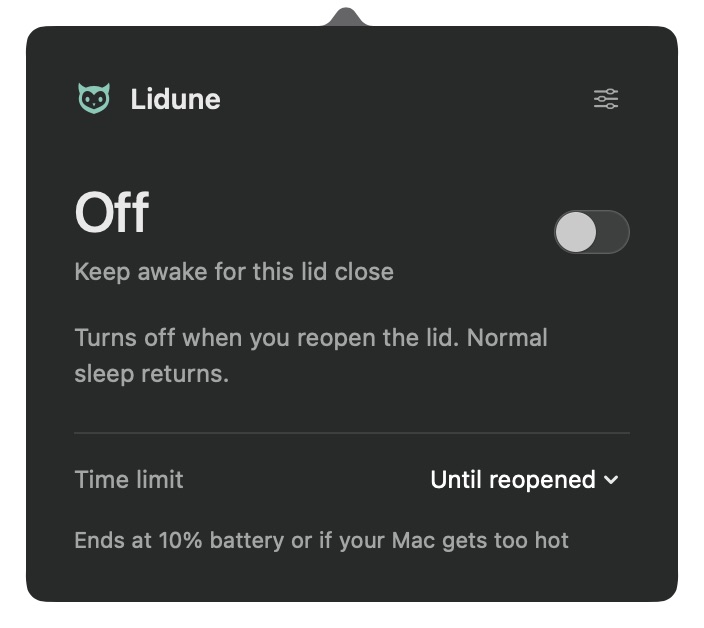 Lidune
Off
Keep awake for this lid close
Turns off when you reopen the lid. Normal
sleep returns.
Time limit
Until reopened
Ends at 10% battery or if your Mac gets too hot